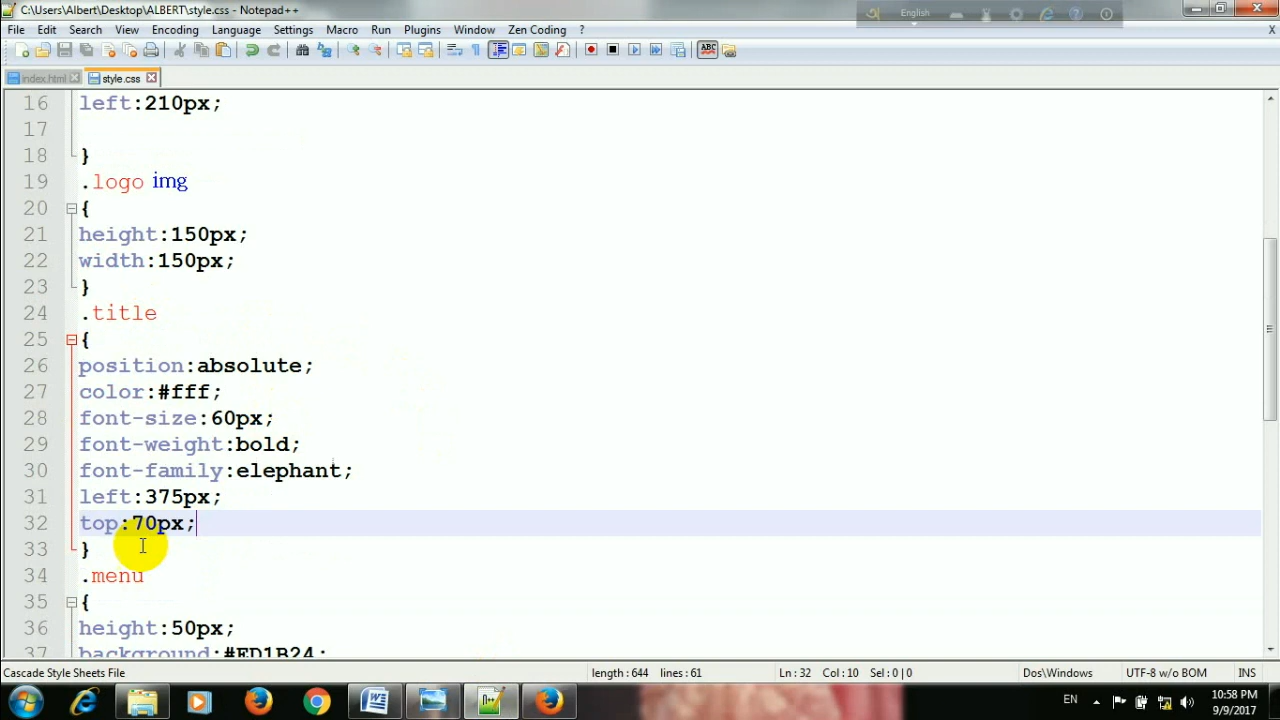 C:\Users\Albert\Desktop\ALBERT\style.css - Notepad++
English
File Edit Search View Encoding Language Settings Macro Run Plugins Window Zen Coding ? X
ABC
index.html style.css
16 left:210px;
17
18 }
19 .logo img
20 {
21 height:150px;
22 width:150px;
23 }
24 .title
25 {
26 position:absolute;
27 color:#fff;
28 font-size:60px;
29 font-weight:bold;
30 font-family:elephant;
31 left:375px;
32 top:70px;
33 }
34 .menu
35 {
36 height:50px;
37 background:#ED1B24;
Cascade Style Sheets File length : 644 lines : 61 Ln : 32 Col : 10 Sel : 0 | 0 Dos\Windows UTF-8 w/o BOM INS
EN 10:58 PM
9/9/2017